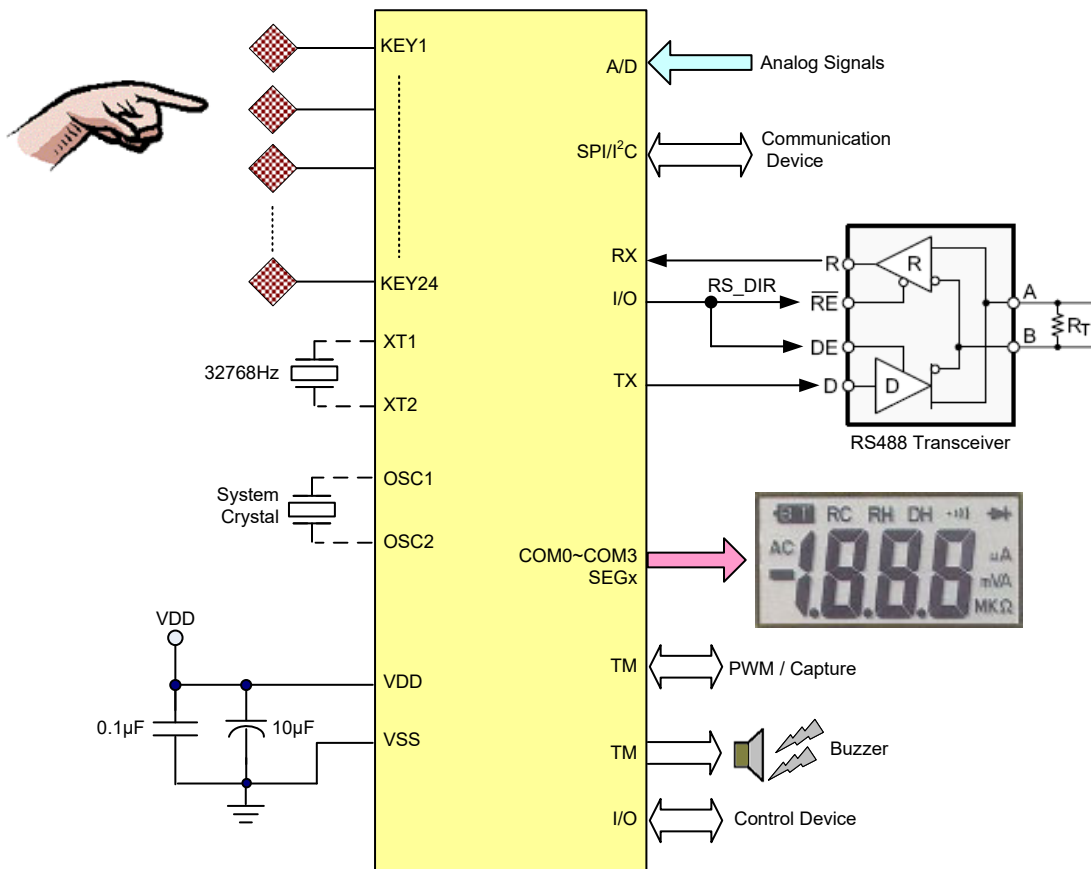 KEY1
KEY24
XT1
32768Hz
XT2
OSC1
System
Crystal
OSC2
VDD
VDD
0.1µF
10µF
VSS
A/D
Analog Signals
SPI/I²C
Communication
Device
RX
R
R
I/O
RS_DIR
RE
A
RT
B
DE
TX
D
D
RS488 Transceiver
COM0~COM3
SEGx
RC RH DH
AC
-1.8.8.8
µA
mVA
MKΩ
TM
PWM / Capture
TM
Buzzer
I/O
Control Device